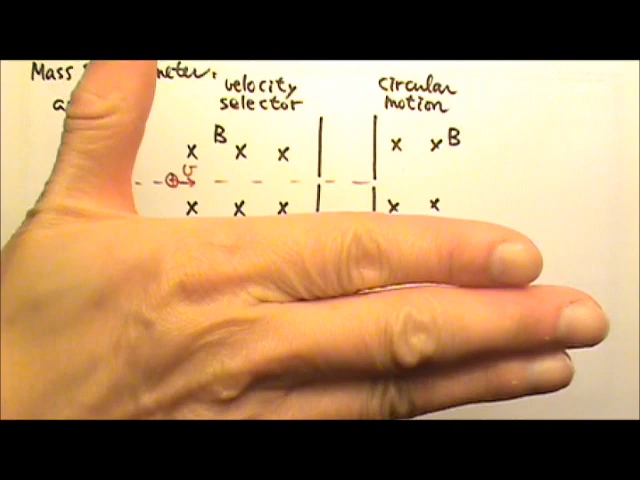 Mass
velocity
selector
circular
motion
B
B
x x x x x
+ v
x x x x x